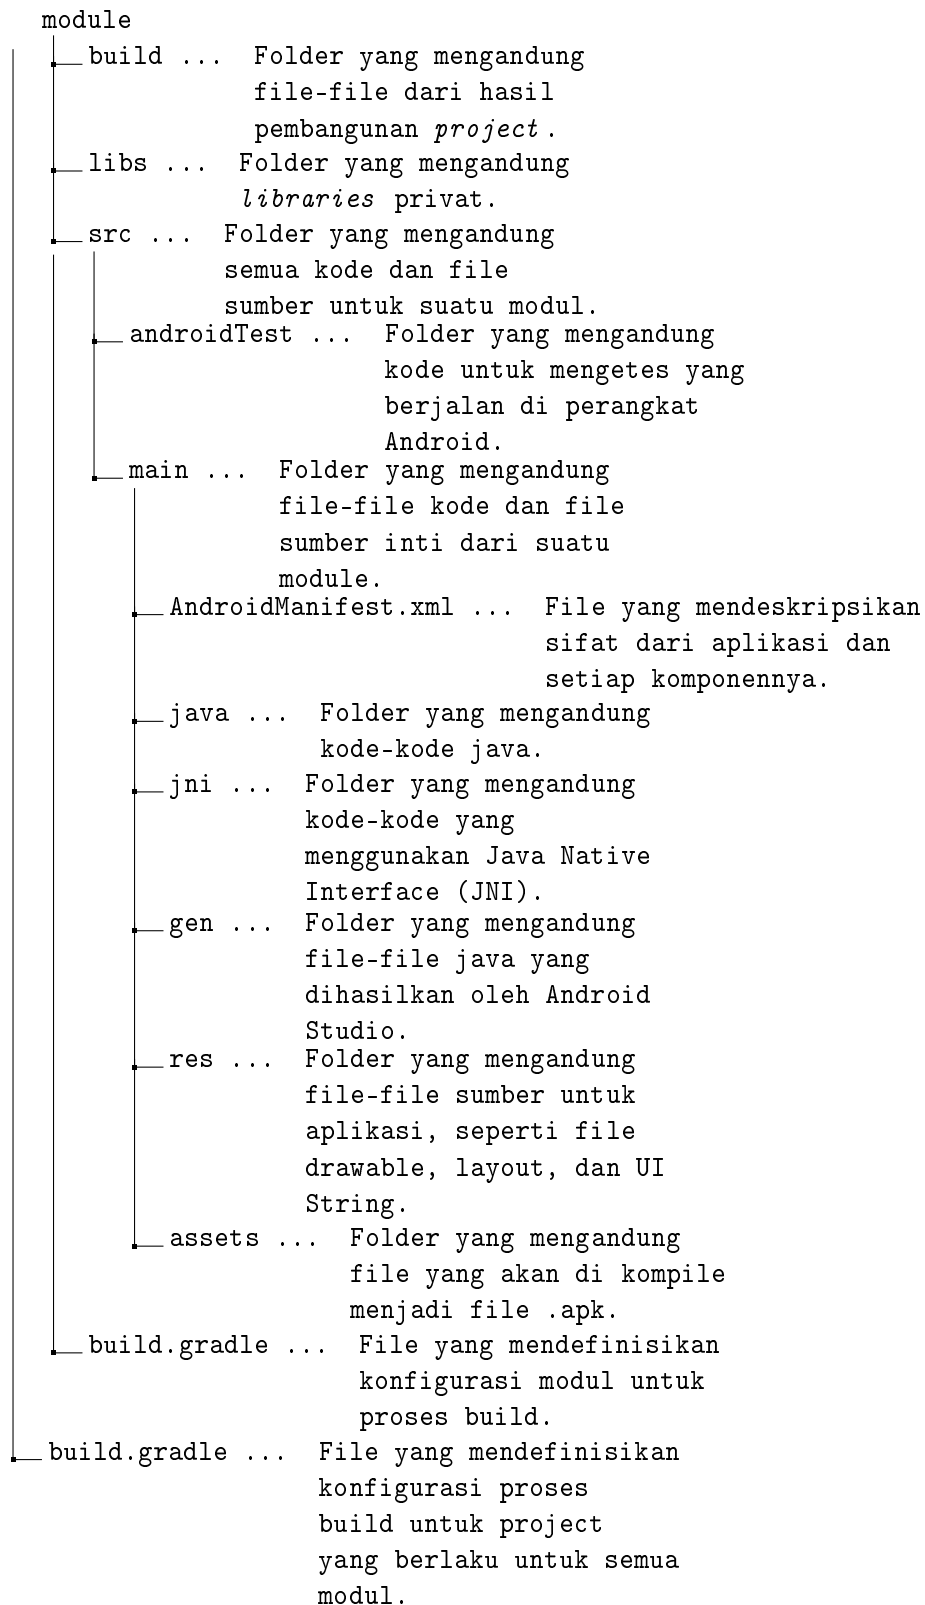 module
build ... Folder yang mengandung
file-file dari hasil
pembangunan project.
libs ... Folder yang mengandung
libraries privat.
src ... Folder yang mengandung
semua kode dan file
sumber untuk suatu modul.
androidTest ... Folder yang mengandung
kode untuk mengetes yang
berjalan di perangkat
Android.
main ... Folder yang mengandung
file-file kode dan file
sumber inti dari suatu
module.
AndroidManifest.xml ... File yang mendeskripsikan
sifat dari aplikasi dan
setiap komponennya.
java ... Folder yang mengandung
kode-kode java.
jni ... Folder yang mengandung
kode-kode yang
menggunakan Java Native
Interface (JNI).
gen ... Folder yang mengandung
file-file java yang
dihasilkan oleh Android
Studio.
res ... Folder yang mengandung
file-file sumber untuk
aplikasi, seperti file
drawable, layout, dan UI
String.
assets ... Folder yang mengandung
file yang akan di kompile
menjadi file .apk.
build.gradle ... File yang mendefinisikan
konfigurasi modul untuk
proses build.
build.gradle ... File yang mendefinisikan
konfigurasi proses
build untuk project
yang berlaku untuk semua
modul.